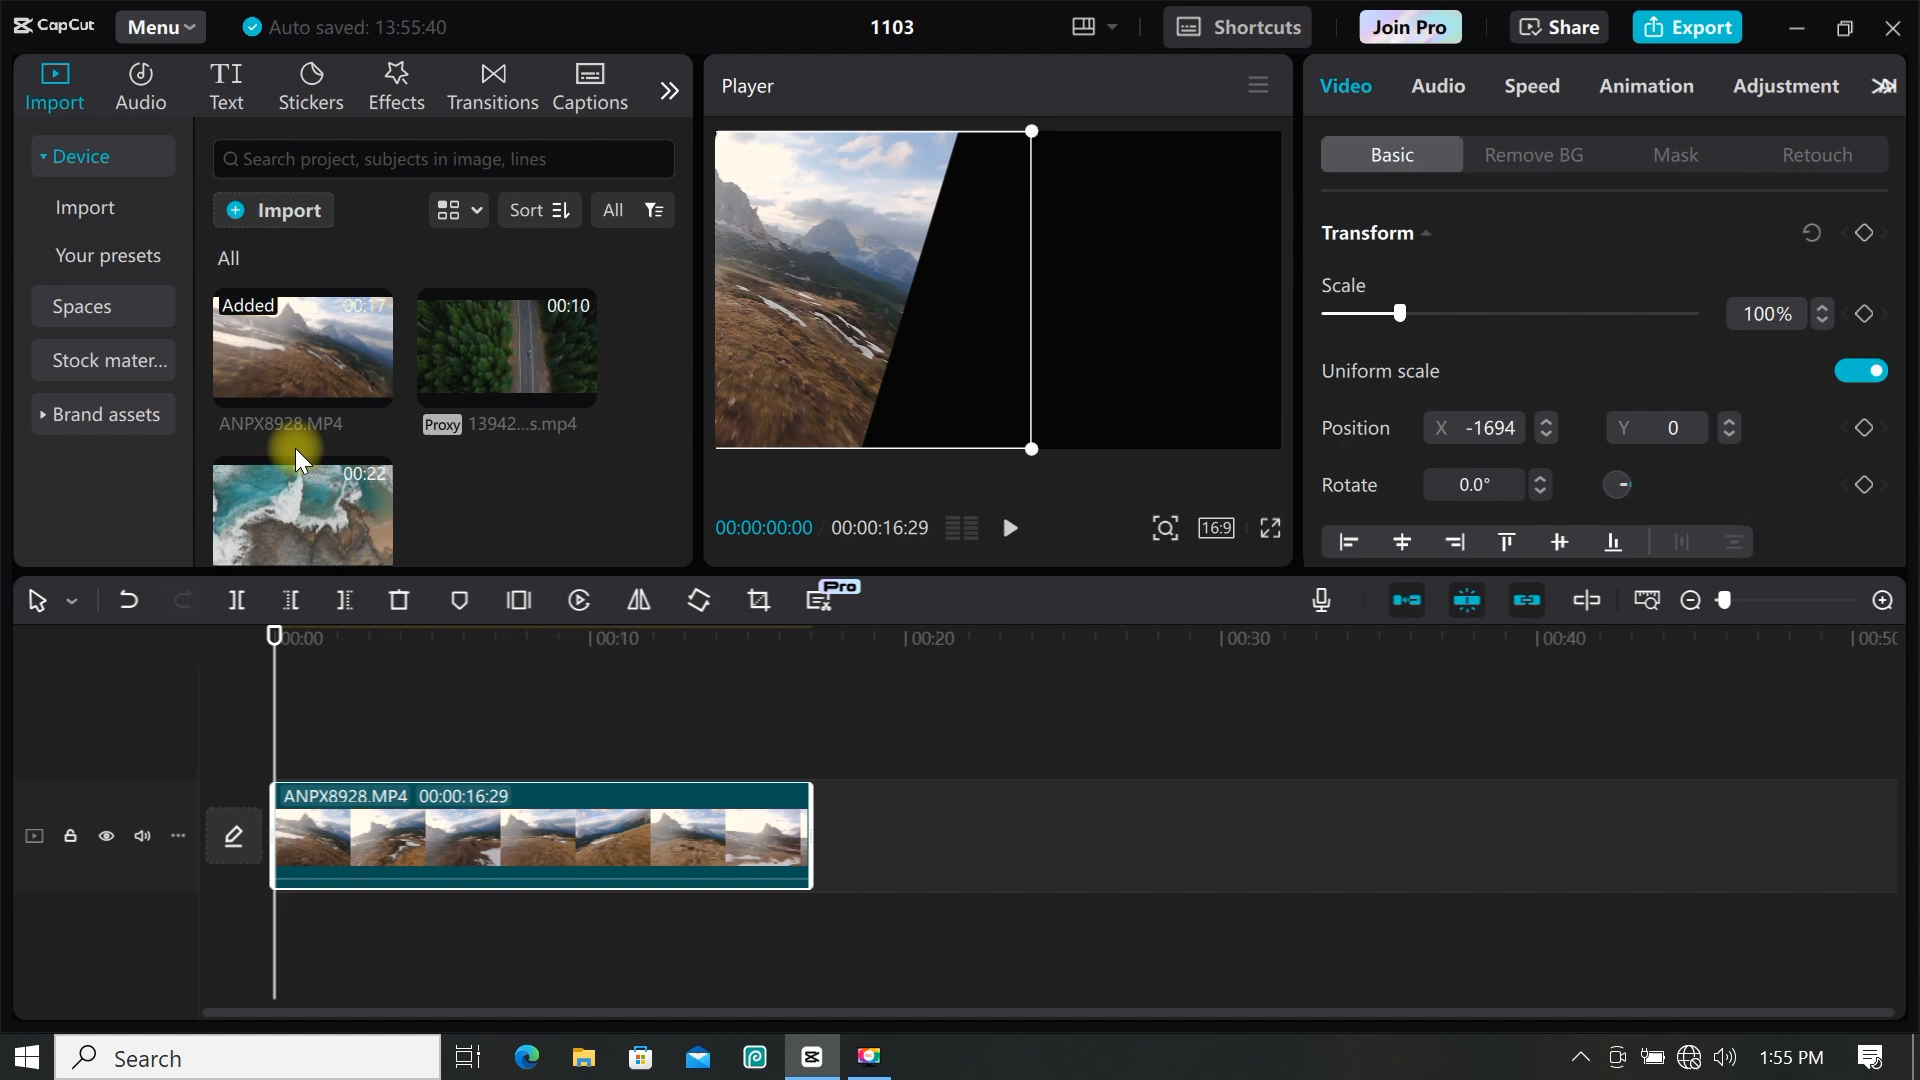 CapCut
Menu
Auto saved: 13:55:40
1103
Shortcuts
Join Pro
Share
Export
Import
Audio
Text
Stickers
Effects
Transitions
Captions
Device
Import
Your presets
Spaces
Stock mater...
Brand assets
Search project, subjects in image, lines
Import
Sort
All
All
Added
00:17
ANPX8928.MP4
00:10
Proxy
13942...s.mp4
00:22
Player
00:00:00:00
00:00:16:29
16:9
Video
Audio
Speed
Animation
Adjustment
Basic
Remove BG
Mask
Retouch
Transform
Scale
100%
Uniform scale
Position
X -1694
Y 0
Rotate
0.0°
Pro
00:00
00:10
00:20
00:30
00:40
00:50
ANPX8928.MP4 00:00:16:29
Search
1:55 PM